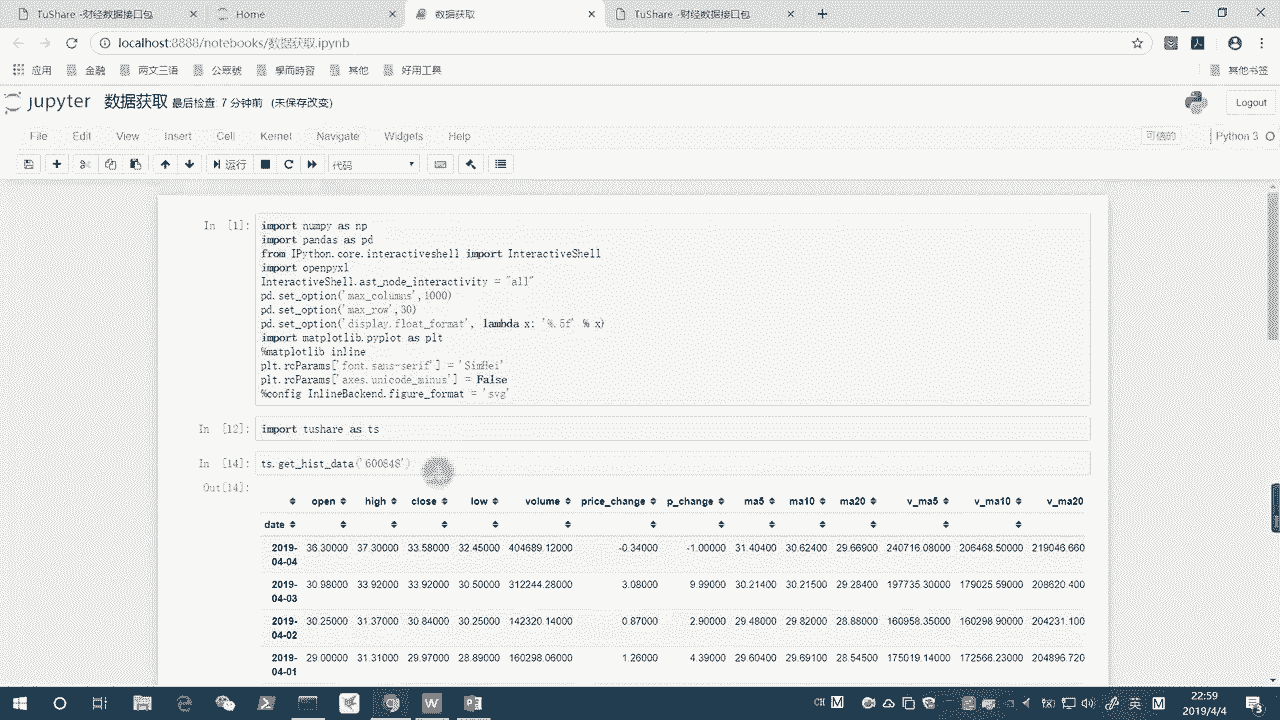 TuShare -财经数据接口包
Home
数据获取
TuShare -财经数据接口包
localhost:8888/notebooks/数据获取.ipynb
应用 金融 两文三语 公眾號 學而時習 其他 好用工具 其他书签
jupyter 数据获取 最后检查: 7 分钟前 (未保存改变) Logout
File Edit View Insert Cell Kernel Navigate Widgets Help 可信的 Python 3
运行 代码
In [1]:
import numpy as np
import pandas as pd
from IPython.core.interactiveshell import InteractiveShell
import openpyxl
InteractiveShell.ast_node_interactivity = "all"
pd.set_option('max_columns',1000)
pd.set_option('max_row',30)
pd.set_option('display.float_format', lambda x: '%.5f' % x)
import matplotlib.pyplot as plt
%matplotlib inline
plt.rcParams['font.sans-serif'] = 'SimHei'
plt.rcParams['axes.unicode_minus'] = False
%config InlineBackend.figure_format = 'svg'
In [12]: import tushare as ts
In [14]: ts.get_hist_data('600848')
Out[14]:
open high close low volume price_change p_change ma5 ma10 ma20 v_ma5 v_ma10 v_ma20
date
2019-04-04 36.30000 37.30000 33.58000 32.45000 404689.12000 -0.34000 -1.00000 31.40400 30.62400 29.66900 240716.08000 206468.50000 219046.660
2019-04-03 30.98000 33.92000 33.92000 30.50000 312244.28000 3.08000 9.99000 30.21400 30.21500 29.28400 197735.30000 179025.59000 208620.400
2019-04-02 30.25000 31.37000 30.84000 30.25000 142320.14000 0.87000 2.90000 29.48000 29.82000 28.88000 160958.35000 160298.90000 204231.100
2019-04-01 29.00000 31.31000 29.97000 28.89000 160298.06000 1.26000 4.39000 29.60400 29.69100 28.54500 175019.14000 204896.720
CH M 英 M
22:59
2019/4/4